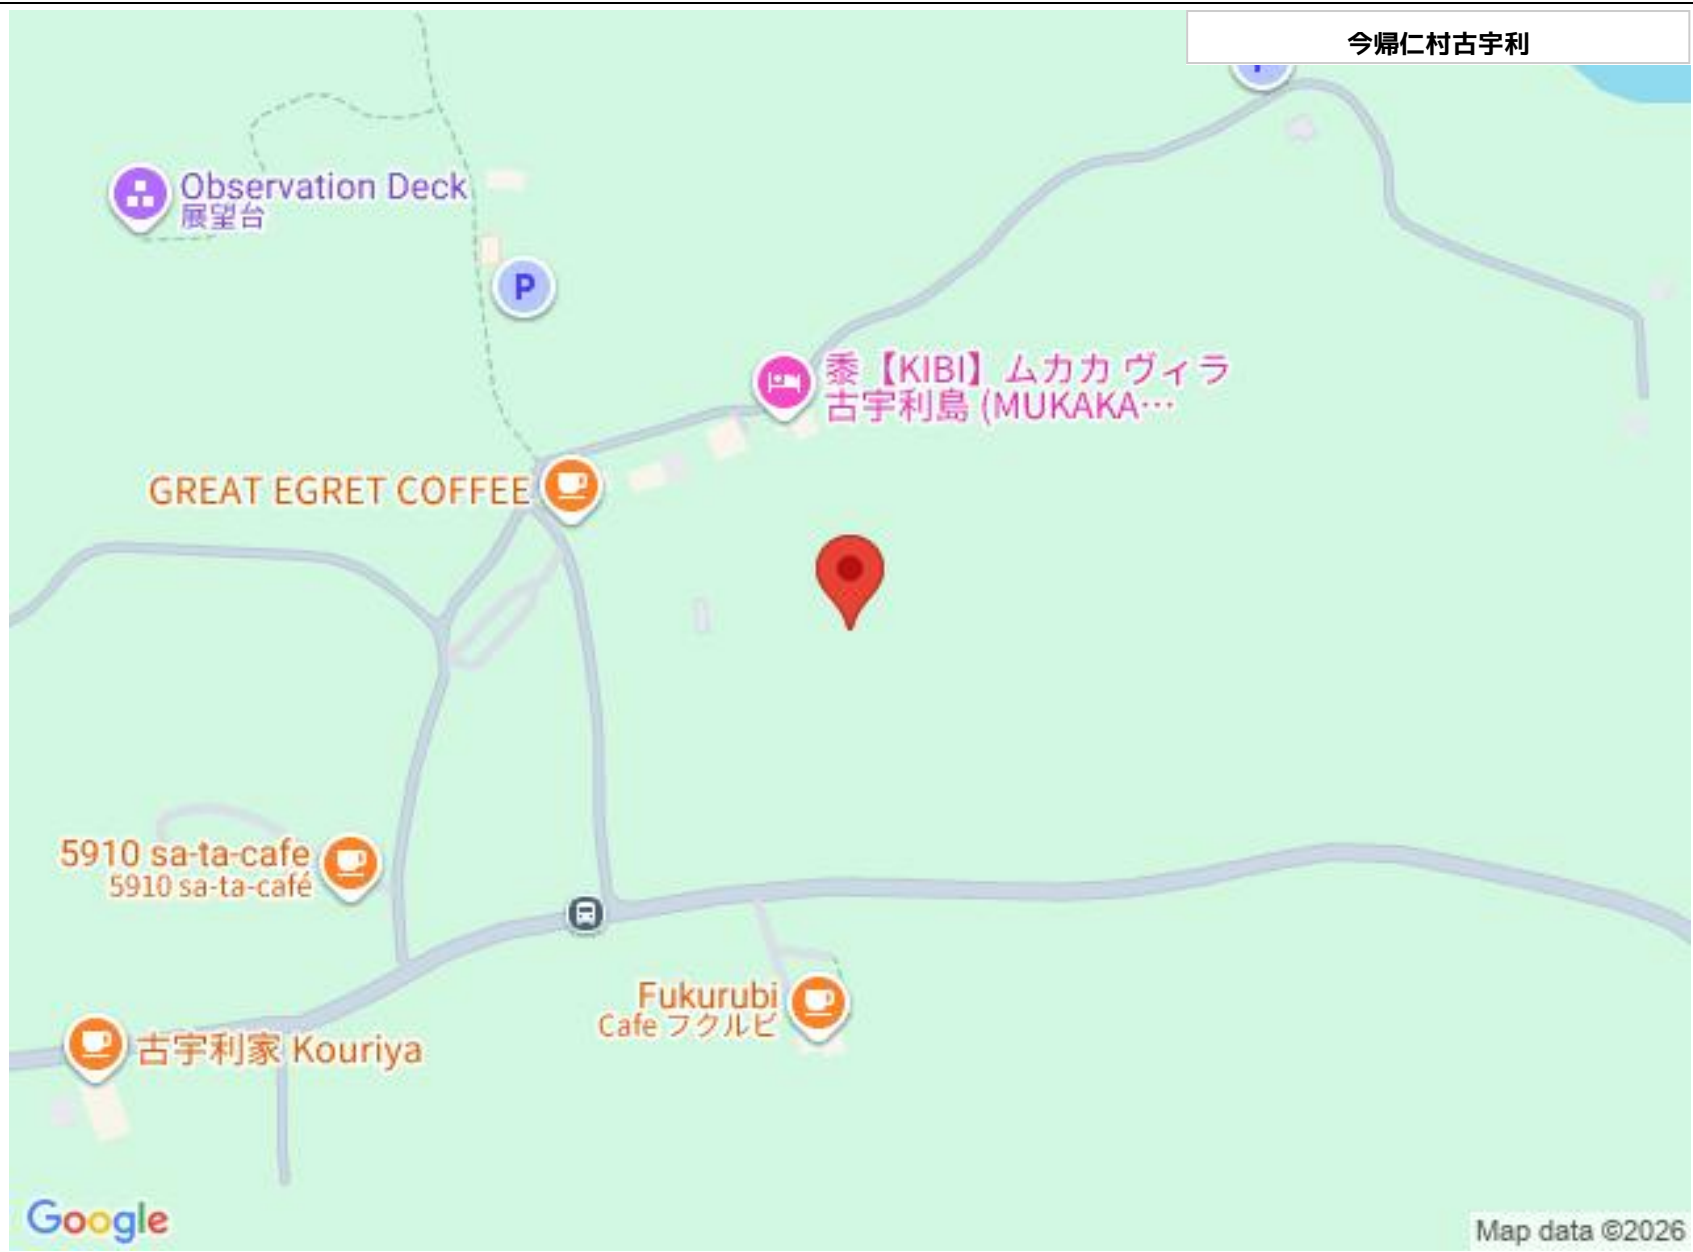 今帰仁村古宇利
Observation Deck
展望台
P
黍【KIBI】ムカカ ヴィラ
古宇利島 (MUKAKA…
GREAT EGRET COFFEE
5910 sa-ta-cafe
5910 sa-ta-café
Fukurubi
Cafe フクルビ
古宇利家 Kouriya
Google
Map data ©2026